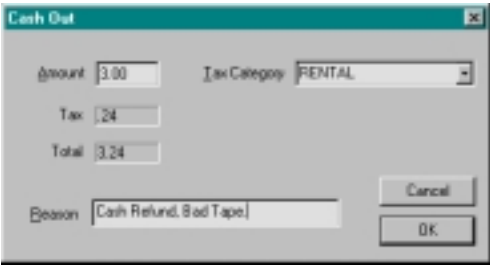 Cash Out
Amount 3.00 Tax Category RENTAL
Tax .24
Total 3.24
Cancel
Reason Cash Refund. Bad Tape.
OK